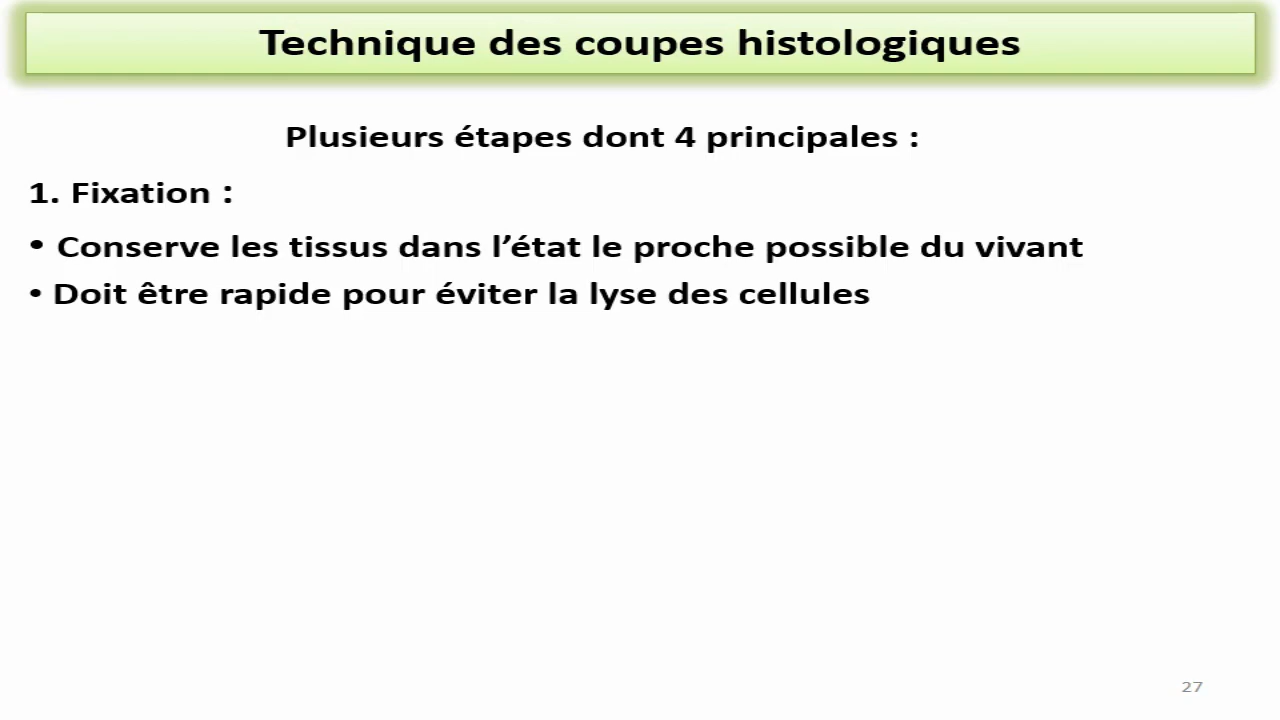 Technique des coupes histologiques
Plusieurs étapes dont 4 principales :
1. Fixation :
• Conserve les tissus dans l’état le proche possible du vivant
• Doit être rapide pour éviter la lyse des cellules
27